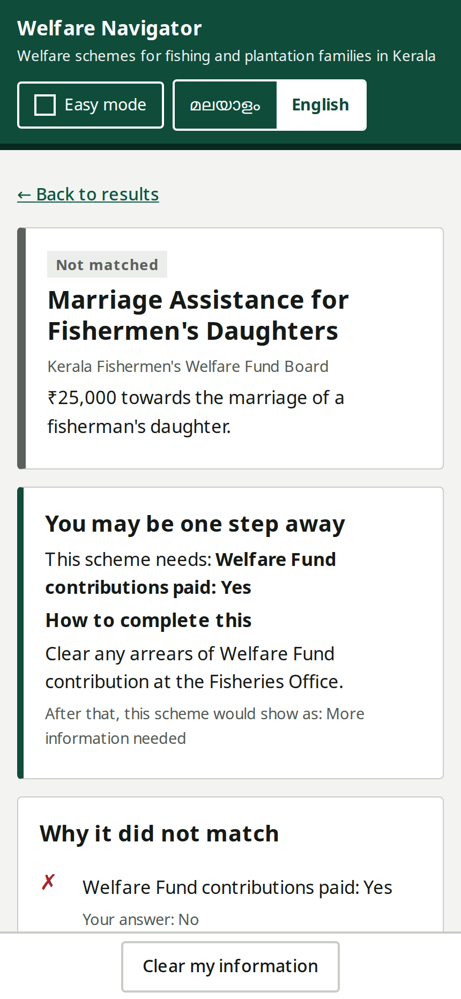 Welfare Navigator
Welfare schemes for fishing and plantation families in Kerala
Easy mode
മലയാളം
English
← Back to results
Not matched
Marriage Assistance for
Fishermen's Daughters
Kerala Fishermen's Welfare Fund Board
₹25,000 towards the marriage of a
fisherman's daughter.
You may be one step away
This scheme needs: Welfare Fund
contributions paid: Yes
How to complete this
Clear any arrears of Welfare Fund
contribution at the Fisheries Office.
After that, this scheme would show as: More
information needed
Why it did not match
✗ Welfare Fund contributions paid: Yes
Your answer: No
Clear my information